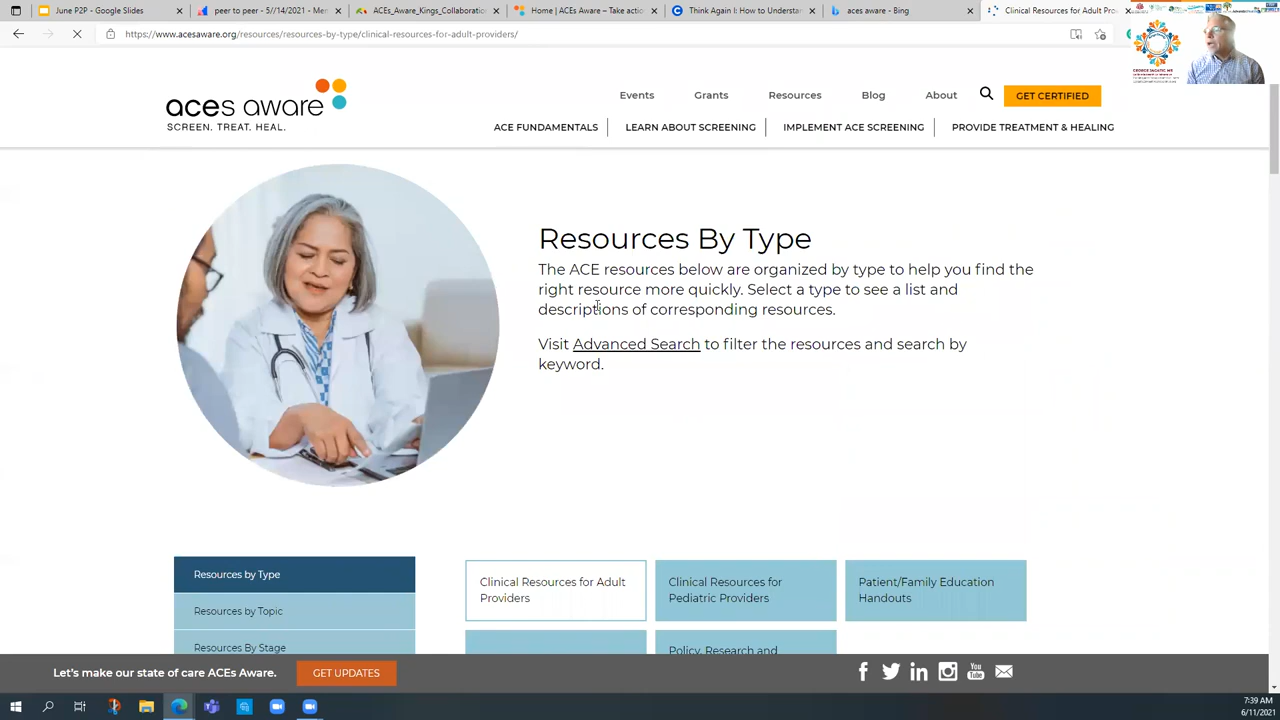 June P2P - Google Slides
peer to peer - 5/14/2021 - Men
ACEs_Aware_Kings_Collaboration
Home | ACEs Aware – Take action
Think Again I: How to Understan
aces aware - Bing
Clinical Resources for Adult Pro
https://www.acesaware.org/resources/resources-by-type/clinical-resources-for-adult-providers/
aces aware
SCREEN. TREAT. HEAL.
Events
Grants
Resources
Blog
About
GET CERTIFIED
ACE FUNDAMENTALS
LEARN ABOUT SCREENING
IMPLEMENT ACE SCREENING
PROVIDE TREATMENT & HEALING
Resources By Type
The ACE resources below are organized by type to help you find the
right resource more quickly. Select a type to see a list and
descriptions of corresponding resources.
Visit Advanced Search to filter the resources and search by
keyword.
Resources by Type
Resources by Topic
Resources By Stage
Clinical Resources for Adult
Providers
Clinical Resources for
Pediatric Providers
Patient/Family Education
Handouts
Policy, Research and
Let's make our state of care ACEs Aware.
GET UPDATES
7:39 AM
6/11/2021